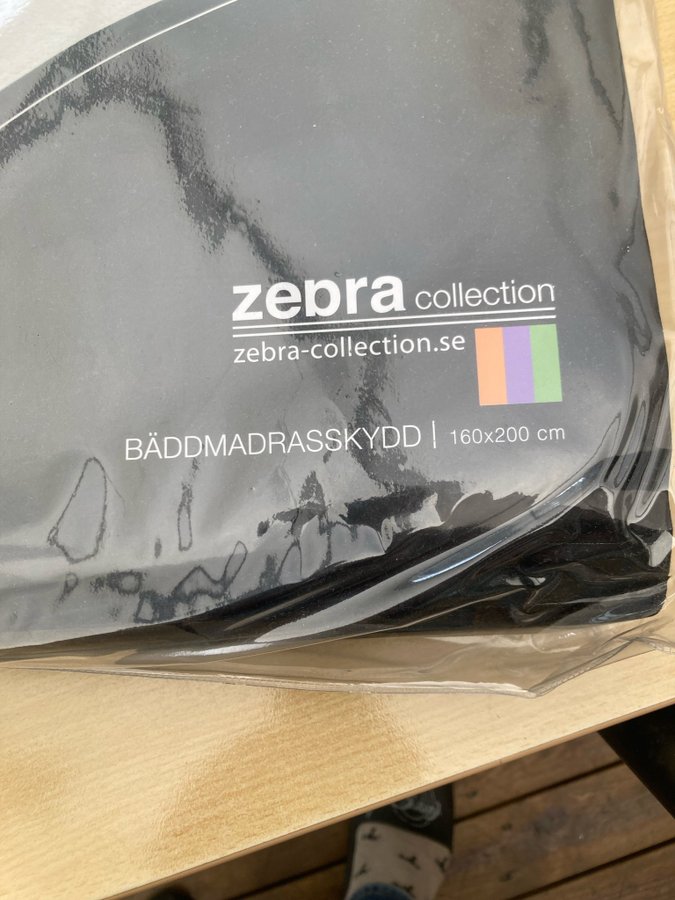 zebra collection
zebra-collection.se
BÄDDMADRASSKYDD | 160x200 cm